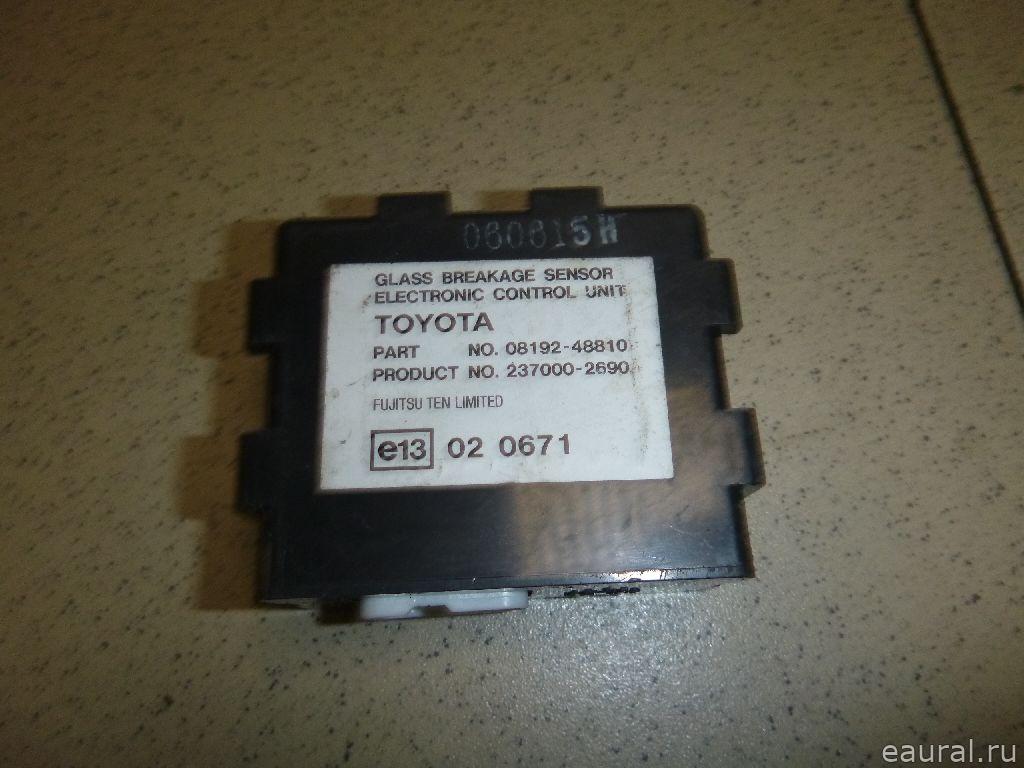 060615H
GLASS BREAKAGE SENSOR
ELECTRONIC CONTROL UNIT
TOYOTA
PART NO. 08192-48810
PRODUCT NO. 237000-2690
FUJITSU TEN LIMITED
e13 02 0671
eaural.ru